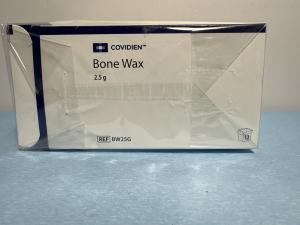 COVIDIEN™
Bone Wax
2.5 g
REF BW25G
12